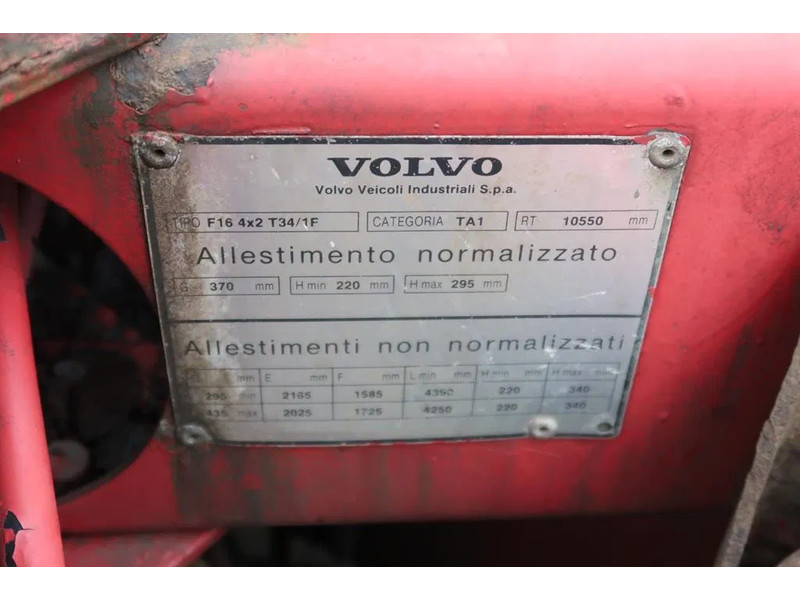 VOLVO
Volvo Veicoli Industriali S.p.a.
TIPO F16 4x2 T34/1F CATEGORIA TA1 RT 10550 mm
Allestimento normalizzato
G 370 mm H min 220 mm H max 295 mm
Allestimenti non normalizzati
mm E mm F mm L min mm H min mm H max mm
295 min 2165 1585 4390 220 340
435 max 2025 1725 4250 220 340